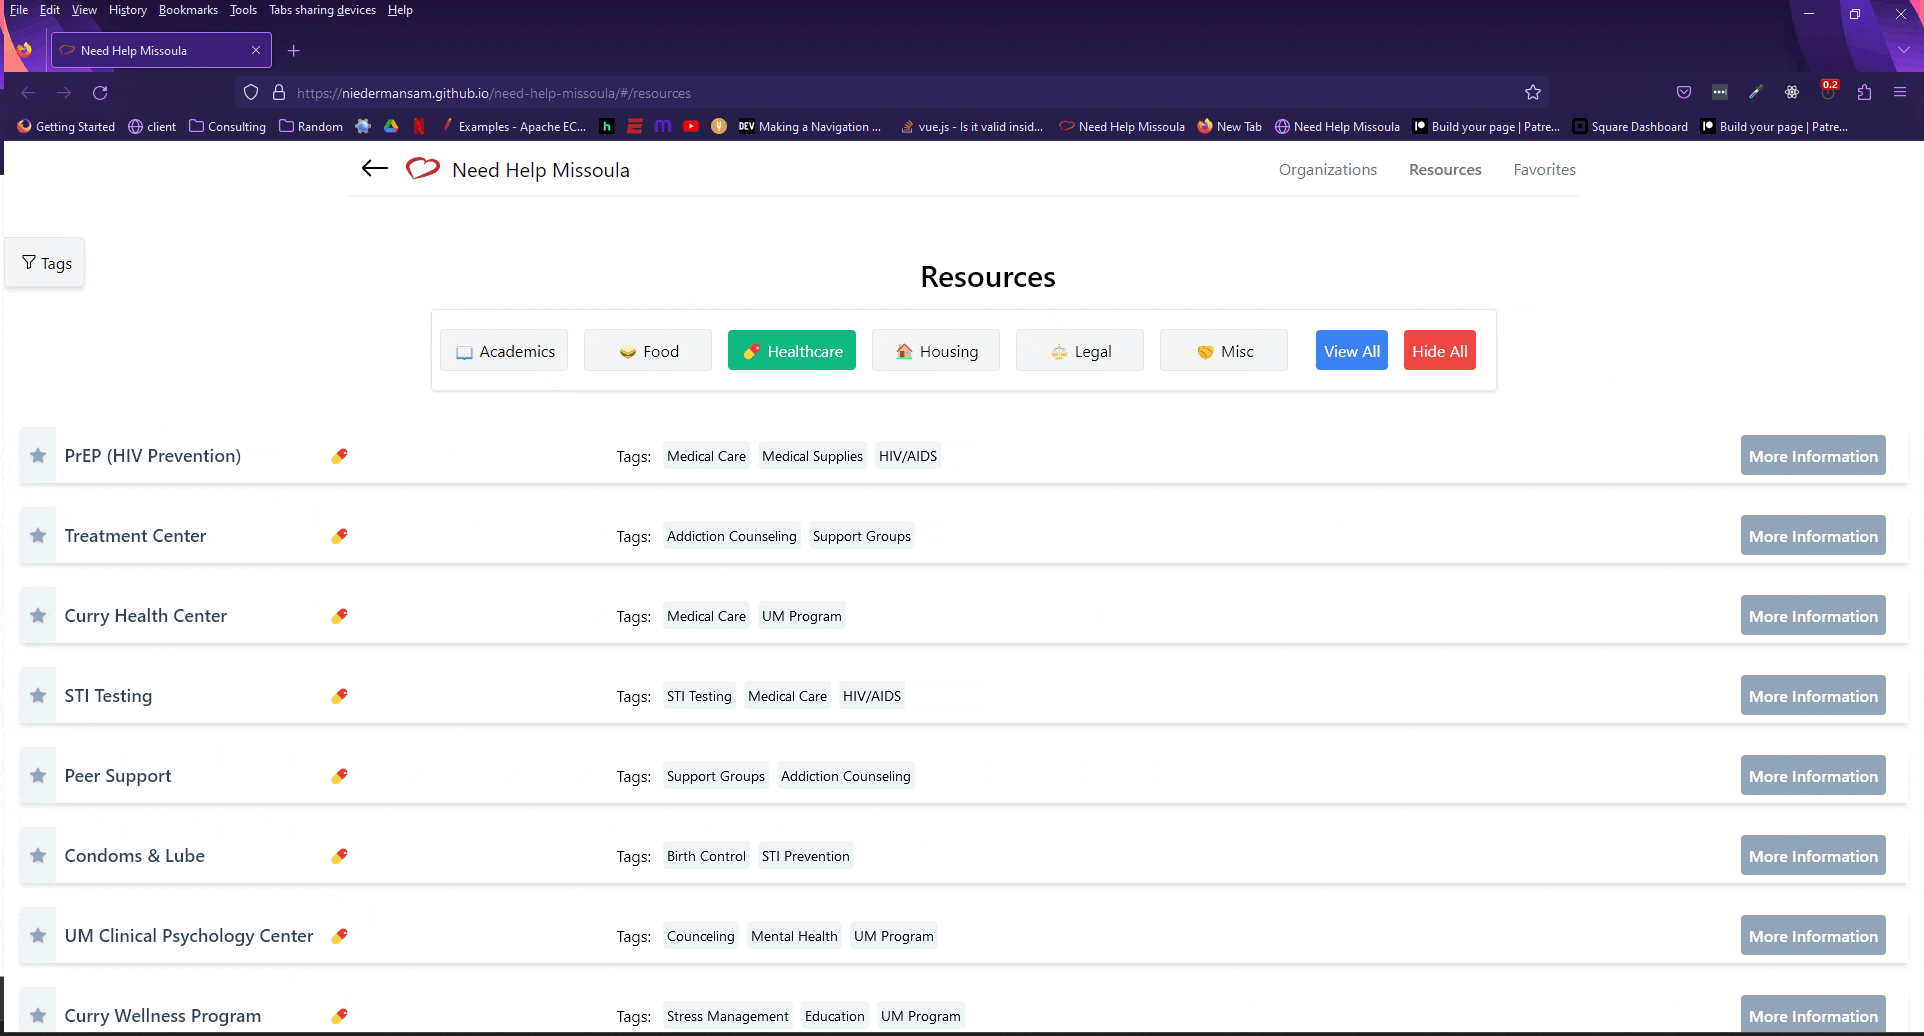 File Edit View History Bookmarks Tools Tabs sharing devices Help
Need Help Missoula
https://niedermansam.github.io/need-help-missoula/#/resources
0.2
Getting Started client Consulting Random Examples - Apache EC... Making a Navigation ... vue.js - Is it valid insid... Need Help Missoula New Tab Need Help Missoula Build your page | Patre... Square Dashboard Build your page | Patre...
Need Help Missoula Organizations Resources Favorites
Tags
Resources
Academics Food Healthcare Housing Legal Misc View All Hide All
PrEP (HIV Prevention) Tags: Medical Care Medical Supplies HIV/AIDS More Information
Treatment Center Tags: Addiction Counseling Support Groups More Information
Curry Health Center Tags: Medical Care UM Program More Information
STI Testing Tags: STI Testing Medical Care HIV/AIDS More Information
Peer Support Tags: Support Groups Addiction Counseling More Information
Condoms & Lube Tags: Birth Control STI Prevention More Information
UM Clinical Psychology Center Tags: Counceling Mental Health UM Program More Information
Curry Wellness Program Tags: Stress Management Education UM Program More Information